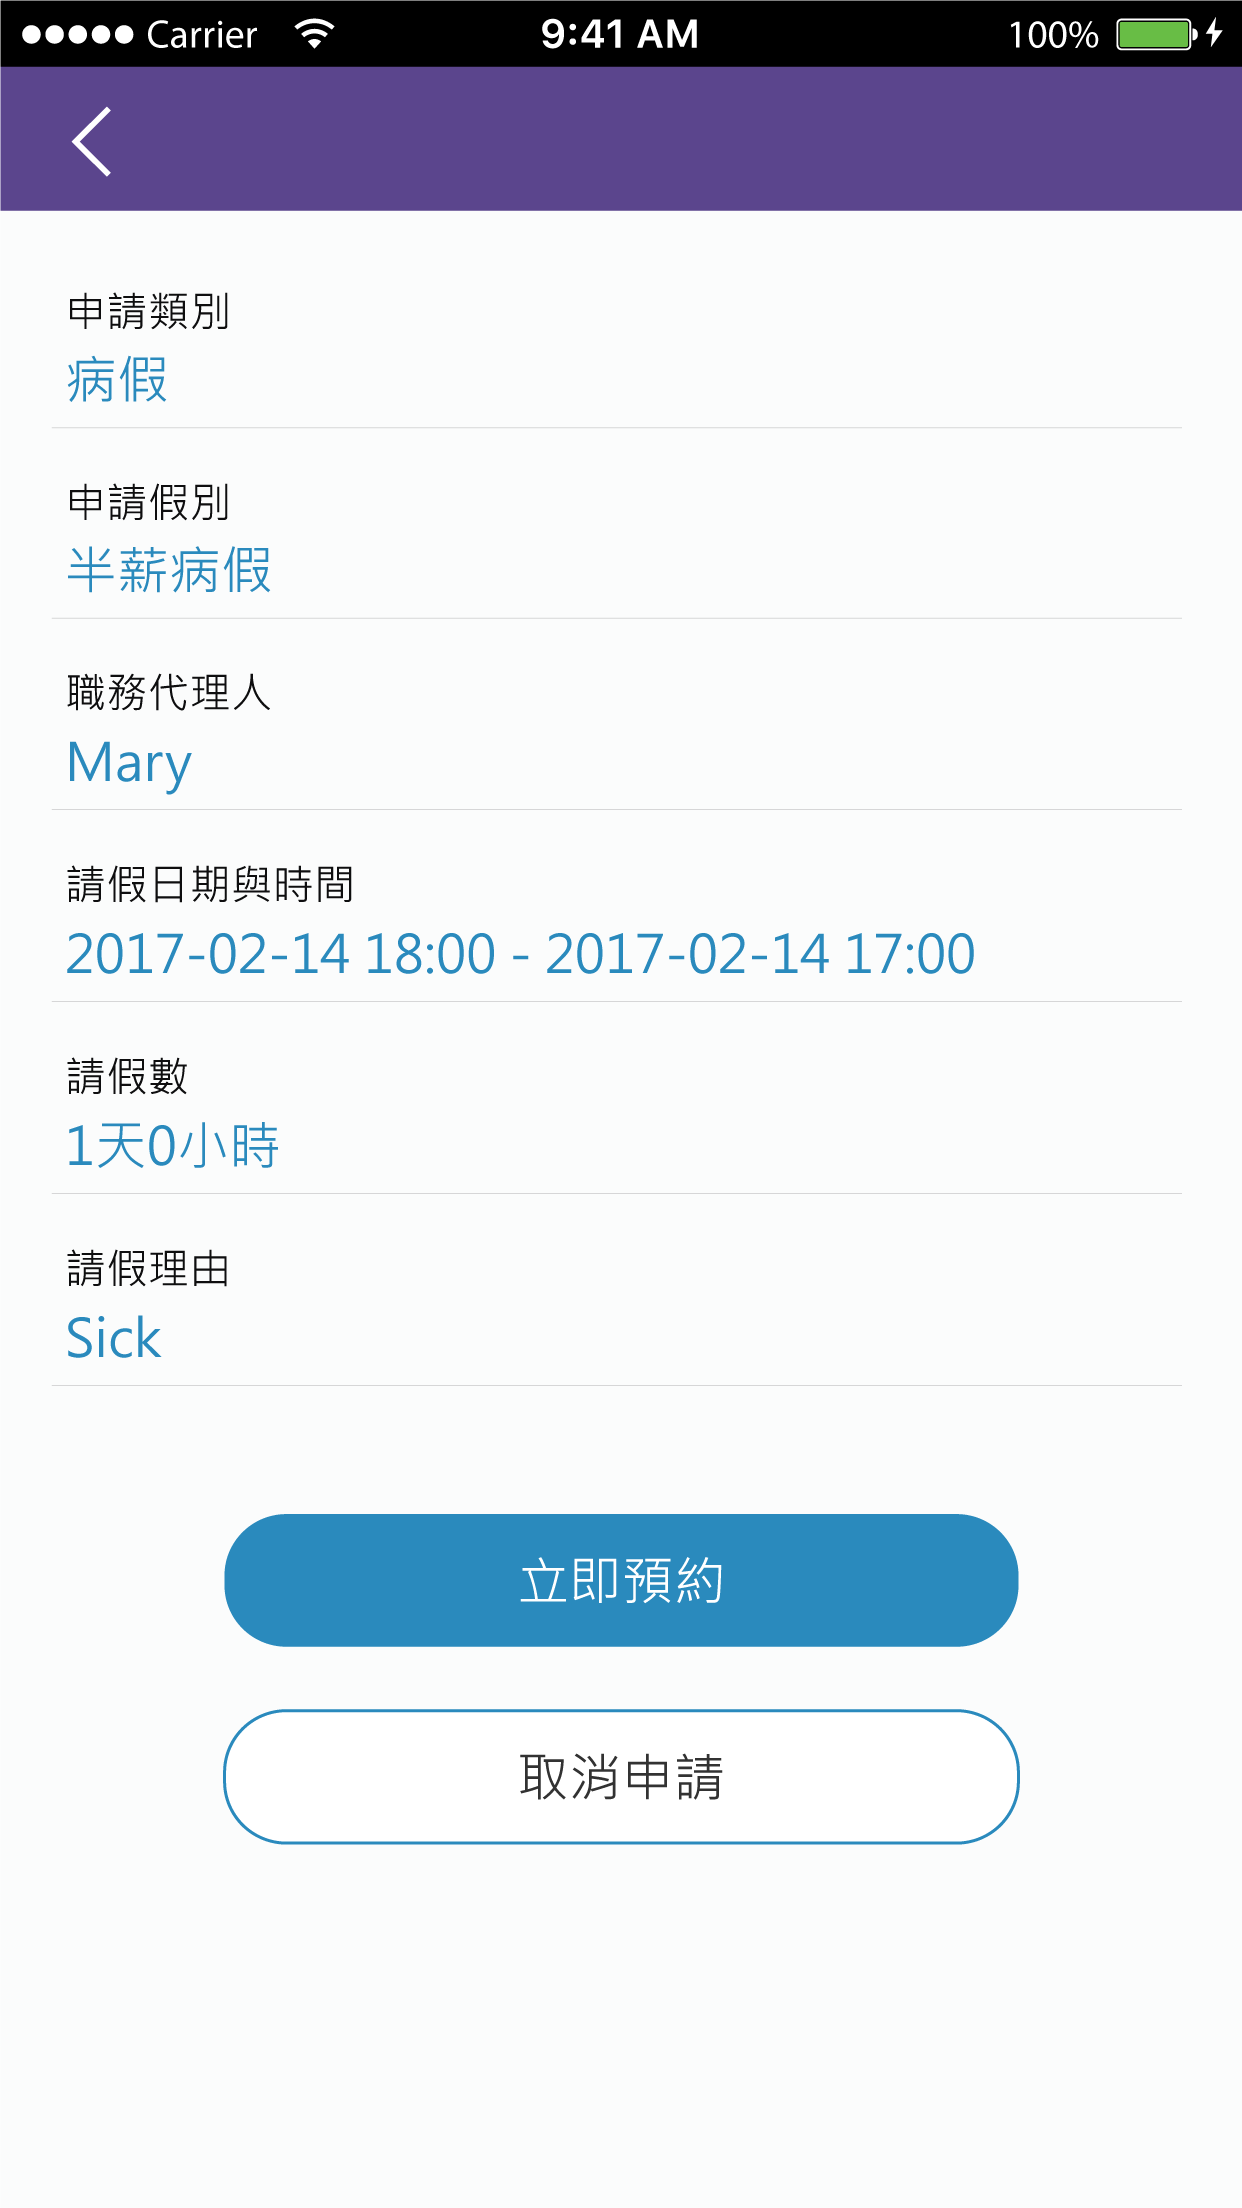 Carrier 9:41 AM 100%
申請類別
病假
申請假別
半薪病假
職務代理人
Mary
請假日期與時間
2017-02-14 18:00 - 2017-02-14 17:00
請假數
1天0小時
請假理由
Sick
立即預約
取消申請